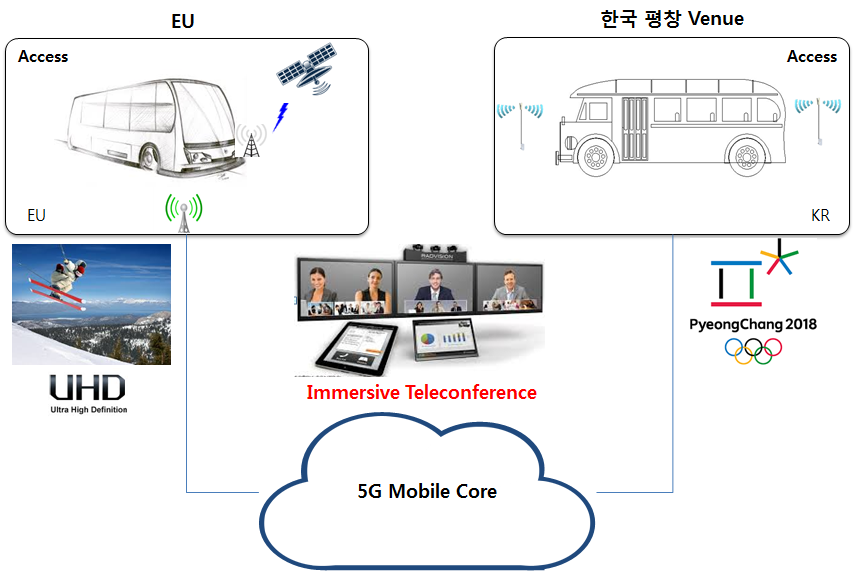 EU
한국 평창 Venue
Access
Access
EU
KR
RADVISION
PyeongChang 2018
UHD
Ultra High Definition
Immersive Teleconference
5G Mobile Core